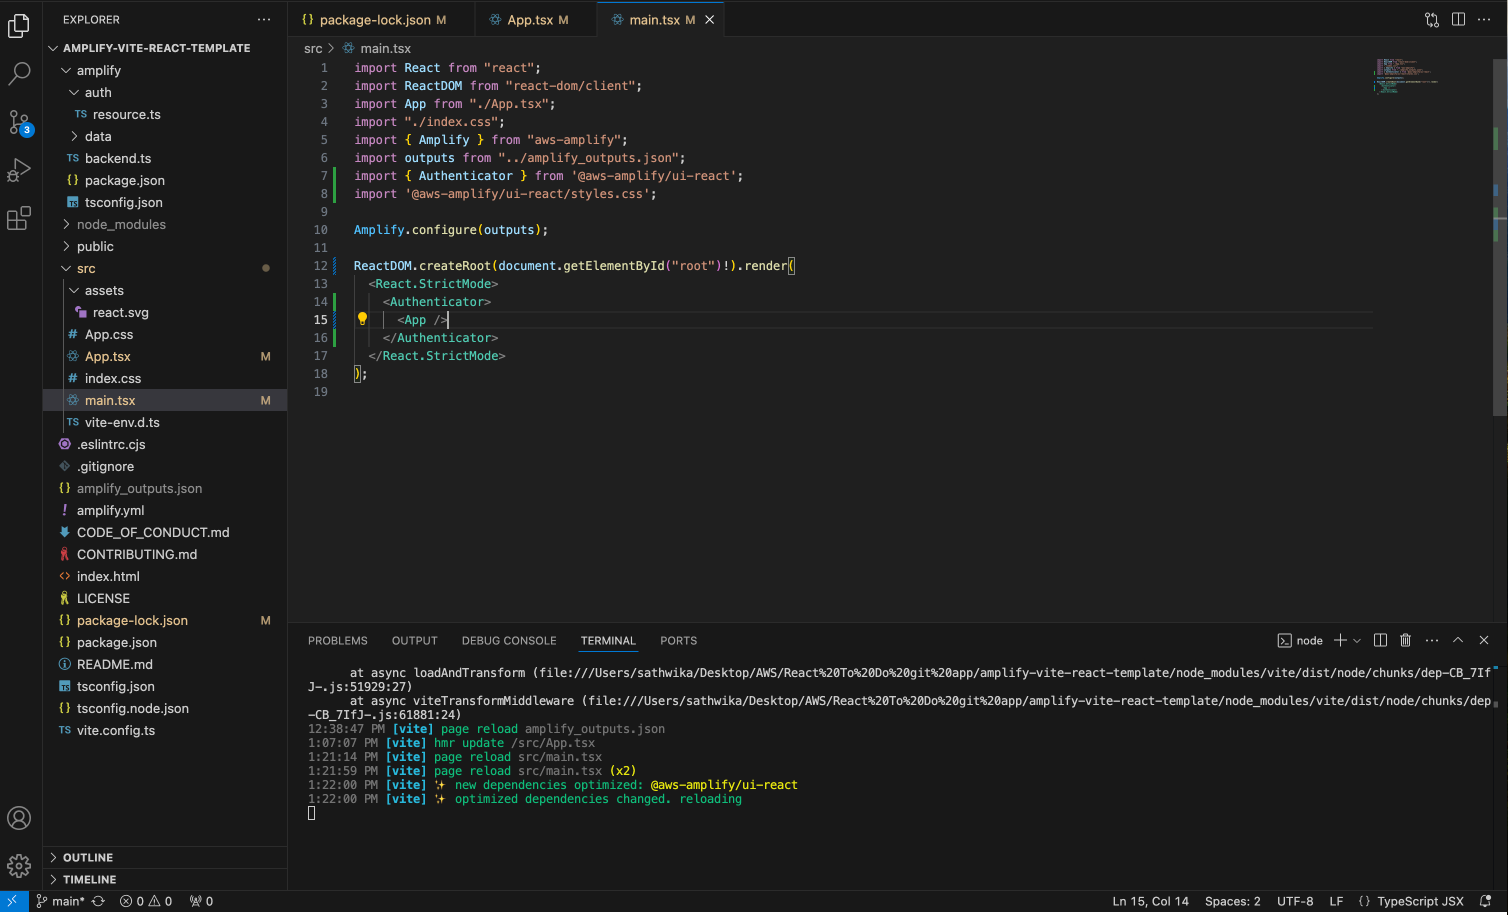 EXPLORER
AMPLIFY-VITE-REACT-TEMPLATE
amplify
auth
TS resource.ts
data
TS backend.ts
{} package.json
TS tsconfig.json
node_modules
public
src
assets
react.svg
# App.css
App.tsx M
# index.css
main.tsx M
TS vite-env.d.ts
.eslintrc.cjs
.gitignore
{} amplify_outputs.json
! amplify.yml
CODE_OF_CONDUCT.md
CONTRIBUTING.md
<> index.html
LICENSE
{} package-lock.json M
{} package.json
README.md
TS tsconfig.json
{} tsconfig.node.json
TS vite.config.ts
OUTLINE
TIMELINE
3
{} package-lock.json M
App.tsx M
main.tsx M
src > main.tsx
1 import React from "react";
2 import ReactDOM from "react-dom/client";
3 import App from "./App.tsx";
4 import "./index.css";
5 import { Amplify } from "aws-amplify";
6 import outputs from "../amplify_outputs.json";
7 import { Authenticator } from '@aws-amplify/ui-react';
8 import '@aws-amplify/ui-react/styles.css';
9
10 Amplify.configure(outputs);
11
12 ReactDOM.createRoot(document.getElementById("root")!).render(
13 <React.StrictMode>
14 <Authenticator>
15 <App />
16 </Authenticator>
17 </React.StrictMode>
18 );
19
PROBLEMS OUTPUT DEBUG CONSOLE TERMINAL PORTS
node
at async loadAndTransform (file:///Users/sathwika/Desktop/AWS/React%20To%20Do%20git%20app/amplify-vite-react-template/node_modules/vite/dist/node/chunks/dep-CB_7If
J-.js:51929:27)
at async viteTransformMiddleware (file:///Users/sathwika/Desktop/AWS/React%20To%20Do%20git%20app/amplify-vite-react-template/node_modules/vite/dist/node/chunks/dep
-CB_7IfJ-.js:61881:24)
12:38:47 PM [vite] page reload amplify_outputs.json
1:07:07 PM [vite] hmr update /src/App.tsx
1:21:14 PM [vite] page reload src/main.tsx
1:21:59 PM [vite] page reload src/main.tsx (x2)
1:22:00 PM [vite] ✨ new dependencies optimized: @aws-amplify/ui-react
1:22:00 PM [vite] ✨ optimized dependencies changed. reloading
main* 0 0 0
Ln 15, Col 14 Spaces: 2 UTF-8 LF {} TypeScript JSX